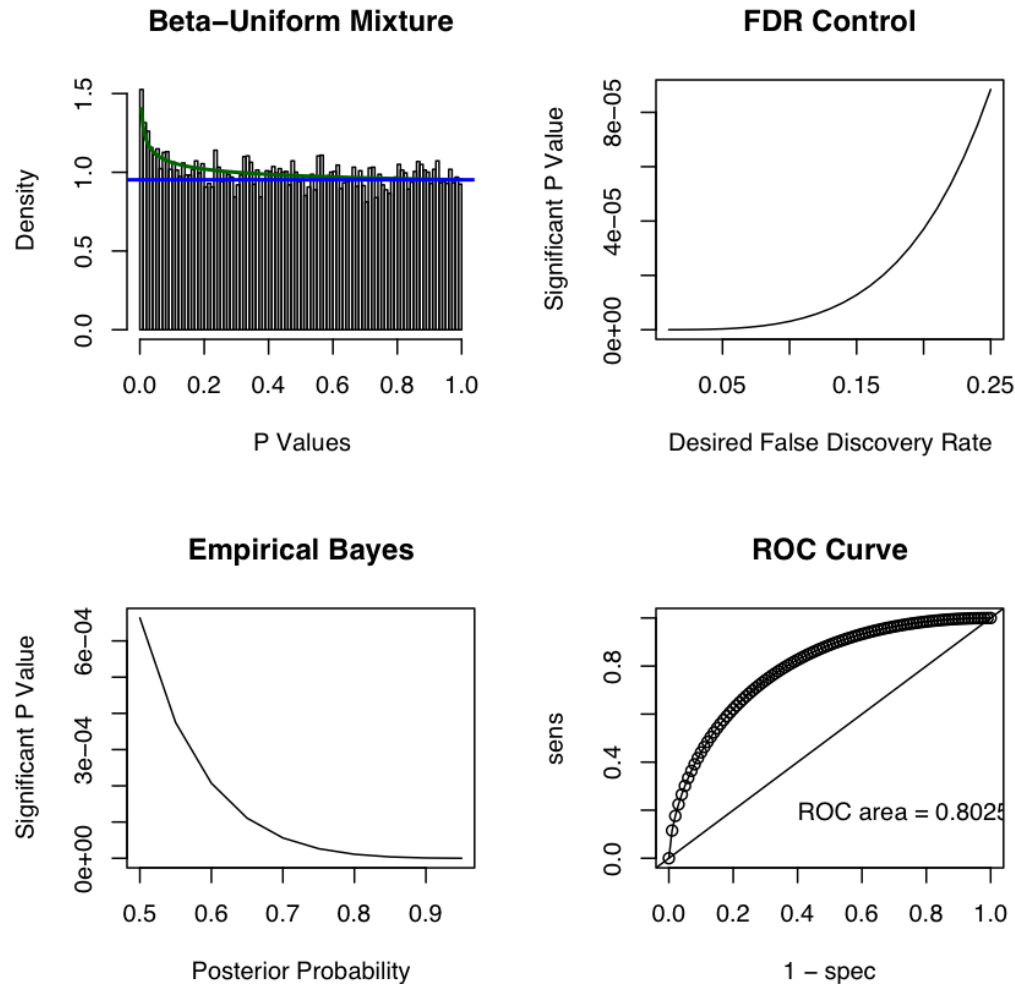 Beta−Uniform Mixture
Density
0.0 0.5 1.0 1.5
0.0 0.2 0.4 0.6 0.8 1.0
P Values
FDR Control
Significant P Value
0e+00 4e−05 8e−05
0.05 0.15 0.25
Desired False Discovery Rate
Empirical Bayes
Significant P Value
0e+00 3e−04 6e−04
0.5 0.6 0.7 0.8 0.9
Posterior Probability
ROC Curve
sens
0.0 0.4 0.8
ROC area = 0.8025
0.0 0.2 0.4 0.6 0.8 1.0
1 − spec